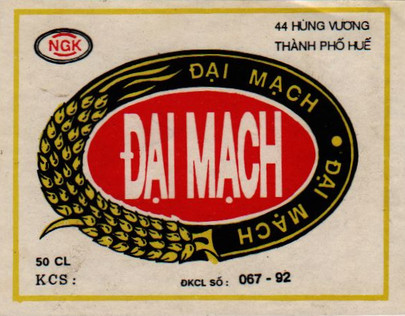 NGK
44 HÙNG VƯƠNG
THÀNH PHỐ HUẾ
ĐẠI MẠCH
ĐẠI MẠCH
ĐẠI MẠCH
50 CL
KCS:
ĐKCL SỐ: 067 - 92